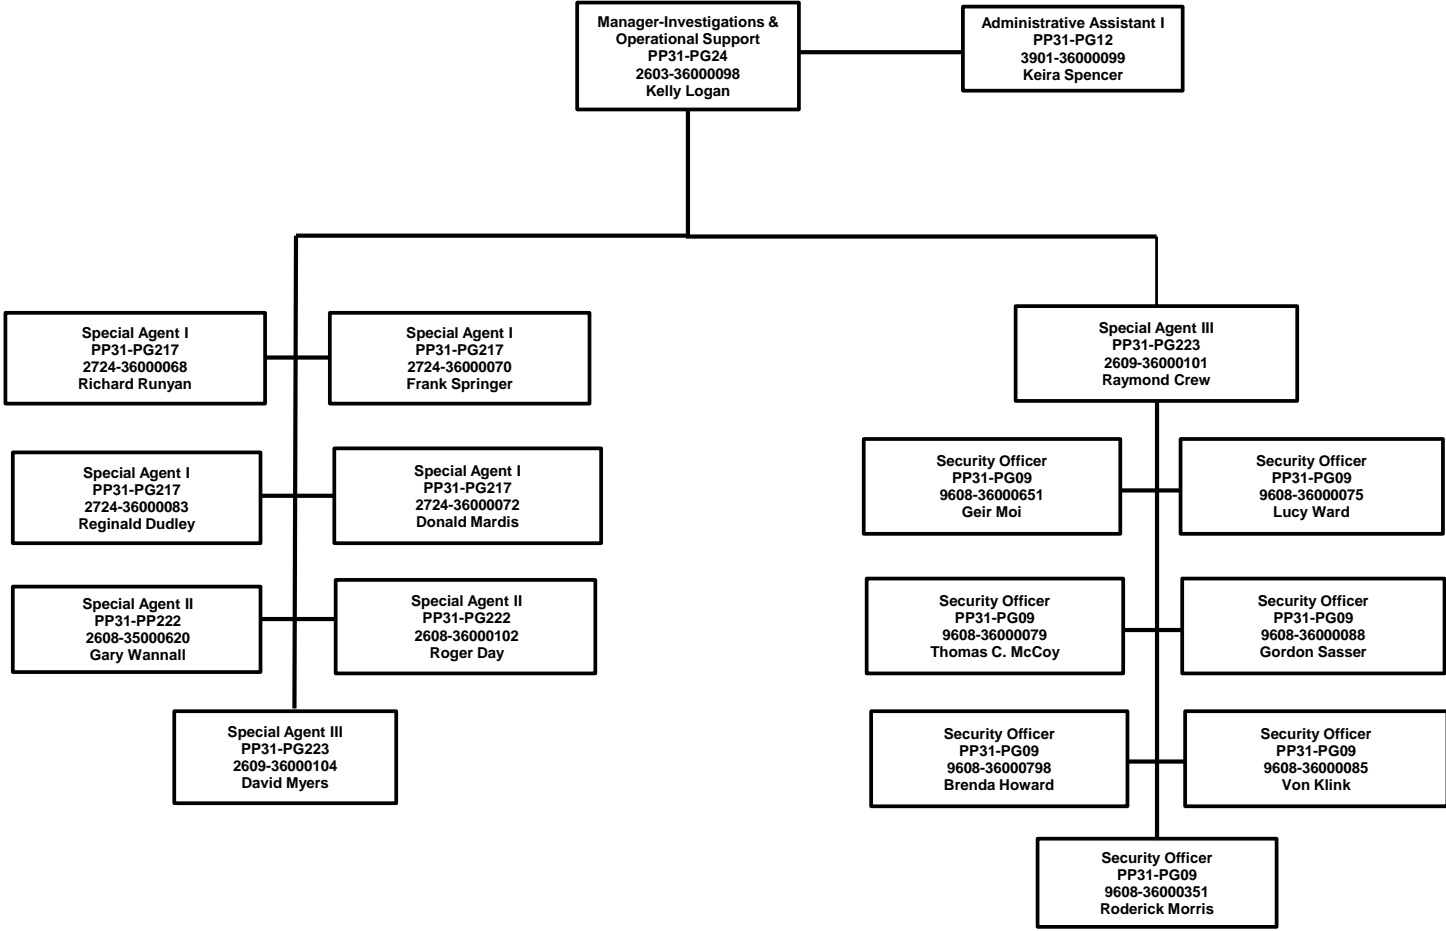 Manager-Investigations &
Operational Support
PP31-PG24
2603-36000098
Kelly Logan
Administrative Assistant I
PP31-PG12
3901-36000099
Keira Spencer
Special Agent I
PP31-PG217
2724-36000068
Richard Runyan
Special Agent I
PP31-PG217
2724-36000070
Frank Springer
Special Agent I
PP31-PG217
2724-36000083
Reginald Dudley
Special Agent I
PP31-PG217
2724-36000072
Donald Mardis
Special Agent II
PP31-PP222
2608-35000620
Gary Wannall
Special Agent II
PP31-PG222
2608-36000102
Roger Day
Special Agent III
PP31-PG223
2609-36000104
David Myers
Special Agent III
PP31-PG223
2609-36000101
Raymond Crew
Security Officer
PP31-PG09
9608-36000651
Geir Moi
Security Officer
PP31-PG09
9608-36000075
Lucy Ward
Security Officer
PP31-PG09
9608-36000079
Thomas C. McCoy
Security Officer
PP31-PG09
9608-36000088
Gordon Sasser
Security Officer
PP31-PG09
9608-36000798
Brenda Howard
Security Officer
PP31-PG09
9608-36000085
Von Klink
Security Officer
PP31-PG09
9608-36000351
Roderick Morris